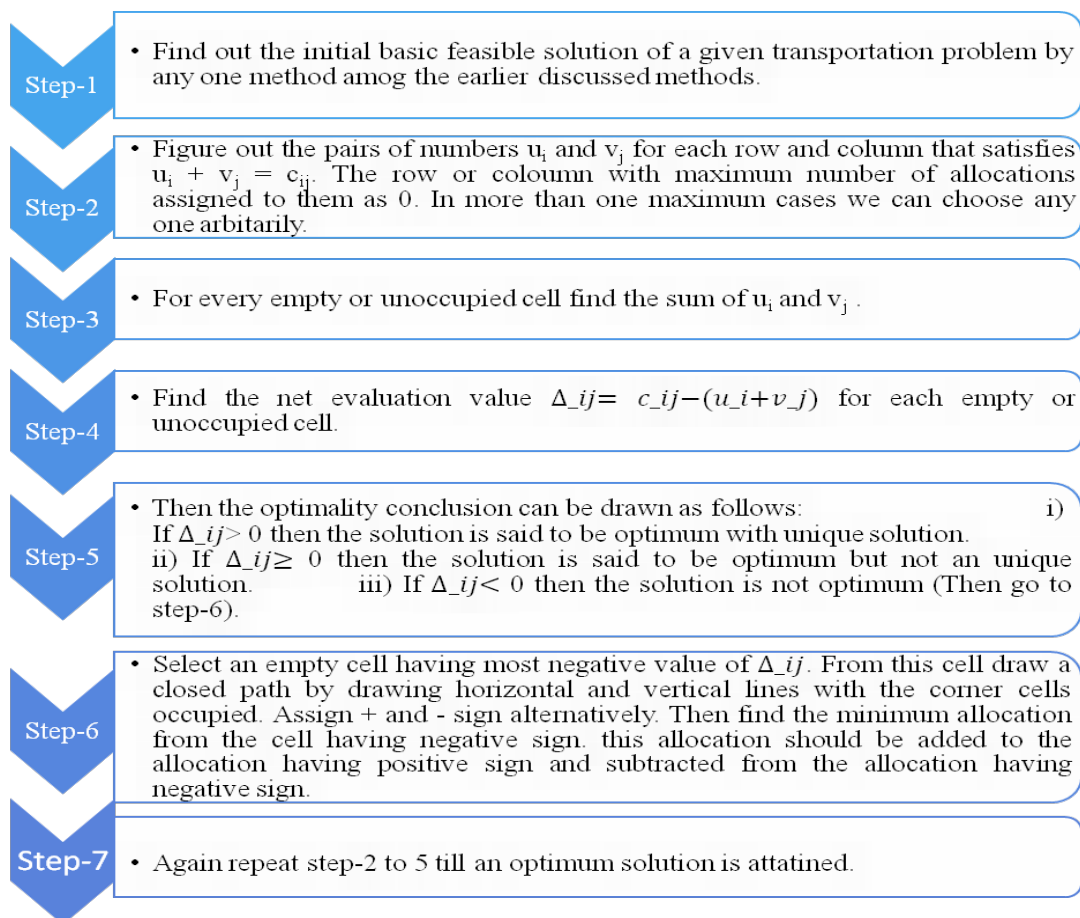 Step-1
• Find out the initial basic feasible solution of a given transportation problem by
any one method amog the earlier discussed methods.
Step-2
• Figure out the pairs of numbers uᵢ and vⱼ for each row and column that satisfies
uᵢ + vⱼ = cᵢⱼ. The row or coloumn with maximum number of allocations
assigned to them as 0. In more than one maximum cases we can choose any
one arbitarily.
Step-3
• For every empty or unoccupied cell find the sum of uᵢ and vⱼ .
Step-4
• Find the net evaluation value Δ_ij= c_ij−(u_i+v_j) for each empty or
unoccupied cell.
Step-5
• Then the optimality conclusion can be drawn as follows: i)
If Δ_ij> 0 then the solution is said to be optimum with unique solution.
ii) If Δ_ij≥ 0 then the solution is said to be optimum but not an unique
solution. iii) If Δ_ij< 0 then the solution is not optimum (Then go to
step-6).
Step-6
• Select an empty cell having most negative value of Δ_ij. From this cell draw a
closed path by drawing horizontal and vertical lines with the corner cells
occupied. Assign + and - sign alternatively. Then find the minimum allocation
from the cell having negative sign. this allocation should be added to the
allocation having positive sign and subtracted from the allocation having
negative sign.
Step-7
• Again repeat step-2 to 5 till an optimum solution is attatined.